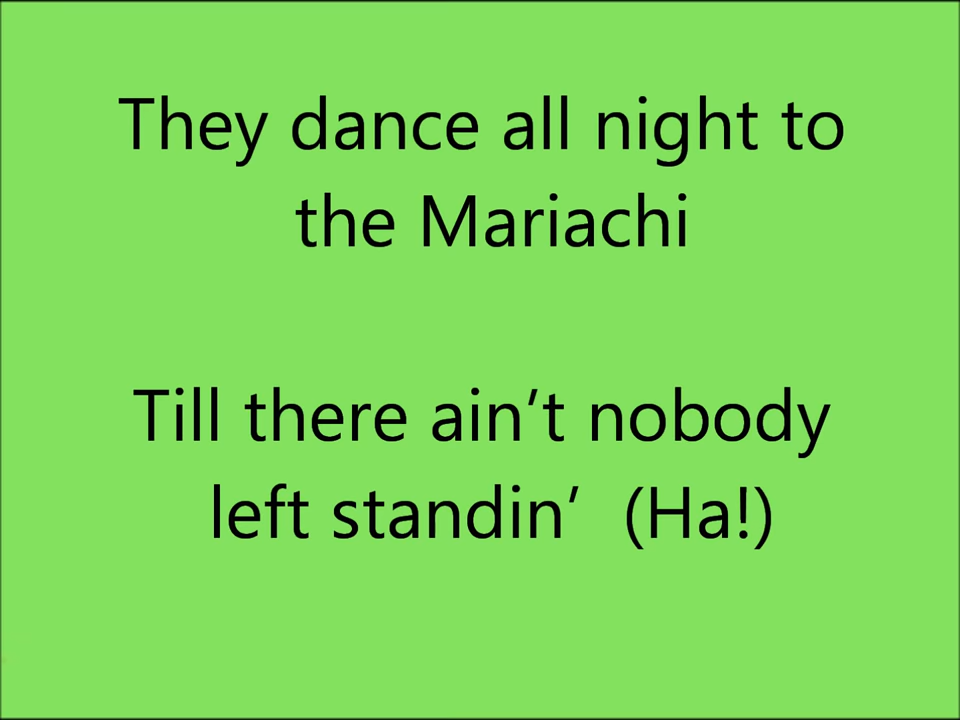 They dance all night to
the Mariachi
Till there ain’t nobody
left standin’  (Ha!)